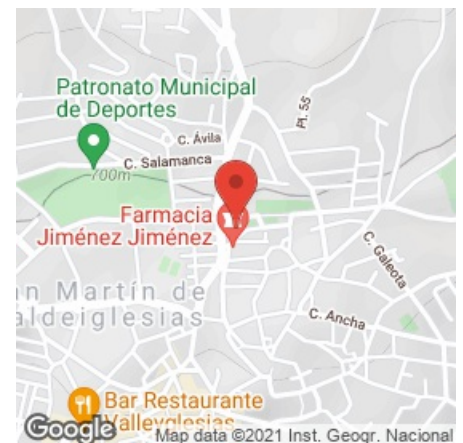 Patronato Municipal
de Deportes
C. Ávila
Pl. 55
C. Salamanca
700m
Farmacia
Jiménez Jiménez
C. Galeota
an Martín de
aldeiglesias
C. Ancha
Bar Restaurante
Valleyglesias
Google
Map data ©2021 Inst. Geogr. Nacional